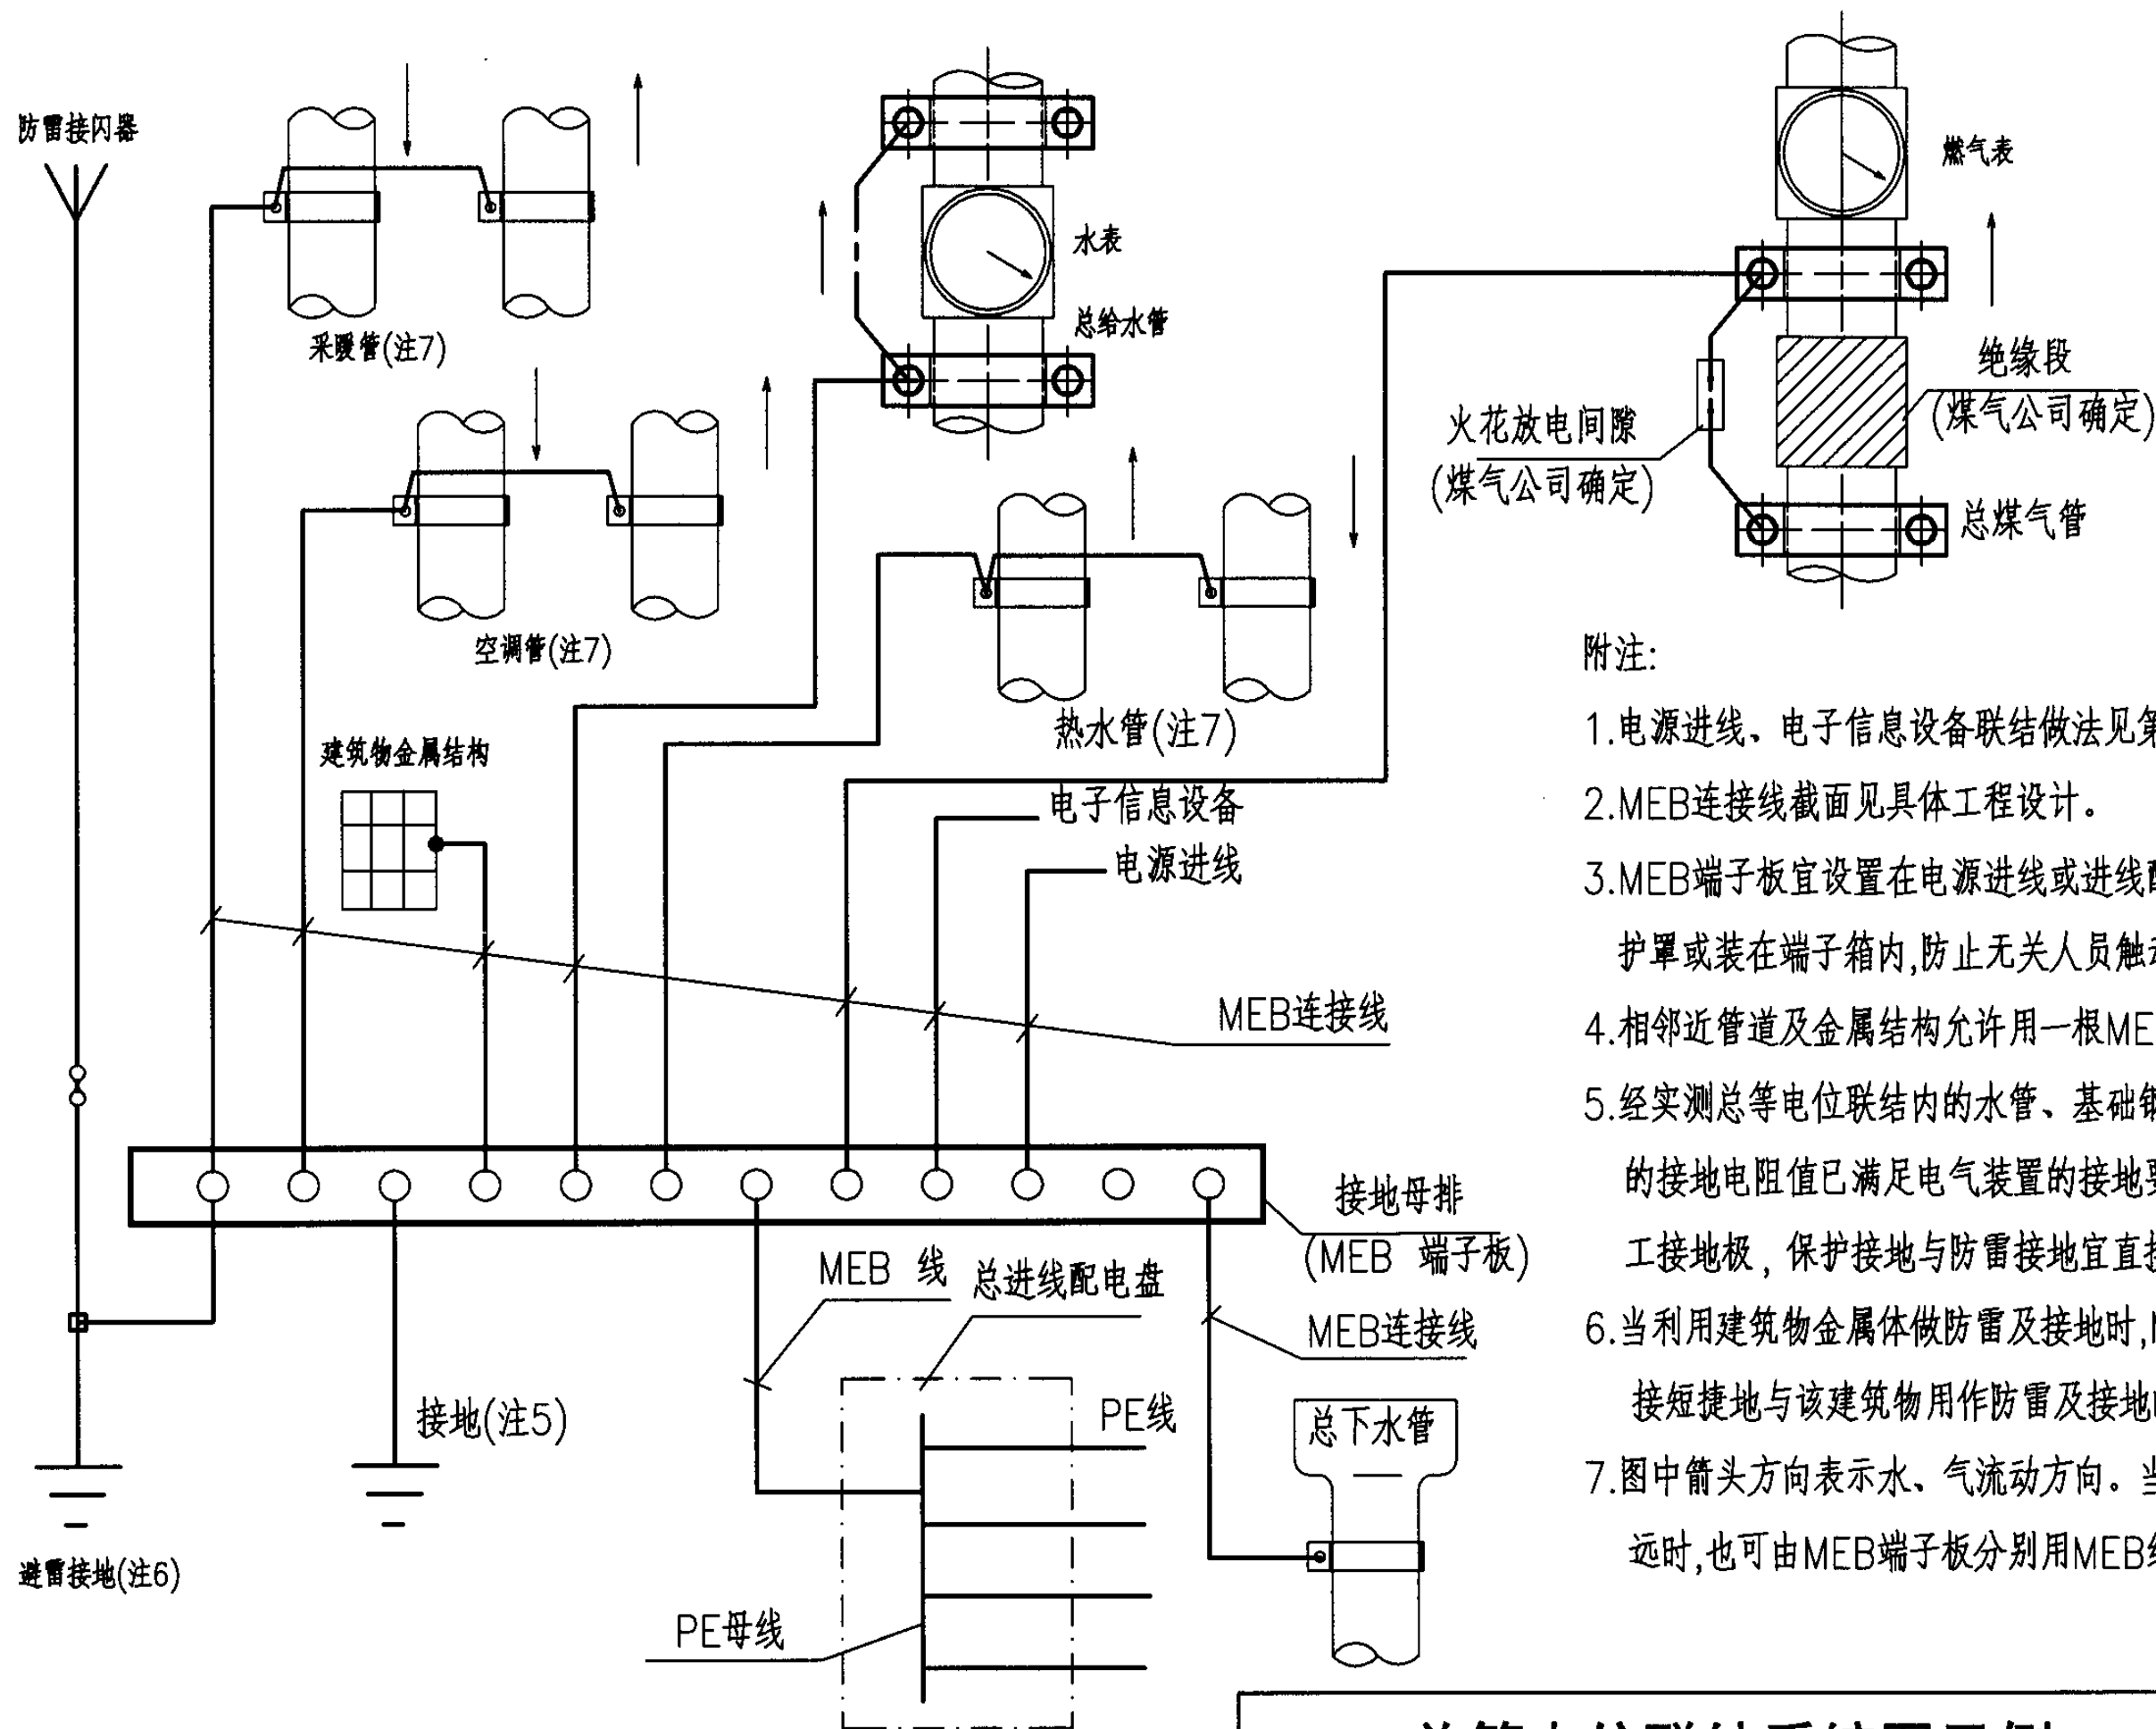 防雷接闪器
采暖管(注7)
水表
总给水管
燃气表
绝缘段
(煤气公司确定)
火花放电间隙
(煤气公司确定)
总煤气管
空调管(注7)
热水管(注7)
建筑物金属结构
电子信息设备
电源进线
MEB连接线
接地母排
(MEB 端子板)
MEB 线
总进线配电盘
MEB连接线
接地(注5)
PE线
总下水管
避雷接地(注6)
PE母线
附注:
1.电源进线、电子信息设备联结做法见第
2.MEB连接线截面见具体工程设计。
3.MEB端子板宜设置在电源进线或进线配
护罩或装在端子箱内,防止无关人员触动
4.相邻近管道及金属结构允许用一根ME
5.经实测总等电位联结内的水管、基础钢
的接地电阻值已满足电气装置的接地要
工接地极,保护接地与防雷接地宜直接
6.当利用建筑物金属体做防雷及接地时,
接短捷地与该建筑物用作防雷及接地
7.图中箭头方向表示水、气流动方向。当
远时,也可由MEB端子板分别用MEB线